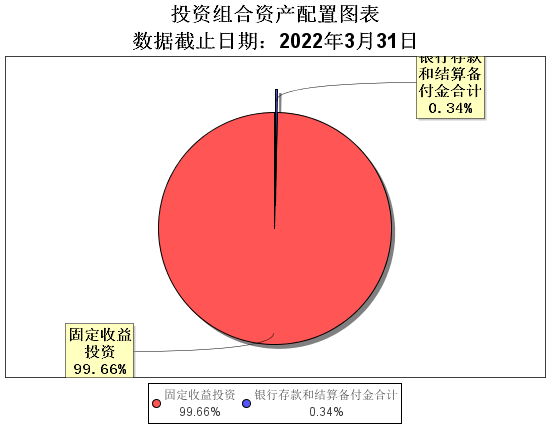 投资组合资产配置图表
数据截止日期：2022年3月31日
银行存款
和结算备
付金合计
0.34%
固定收益
投资
99.66%
固定收益投资 银行存款和结算备付金合计
99.66% 0.34%